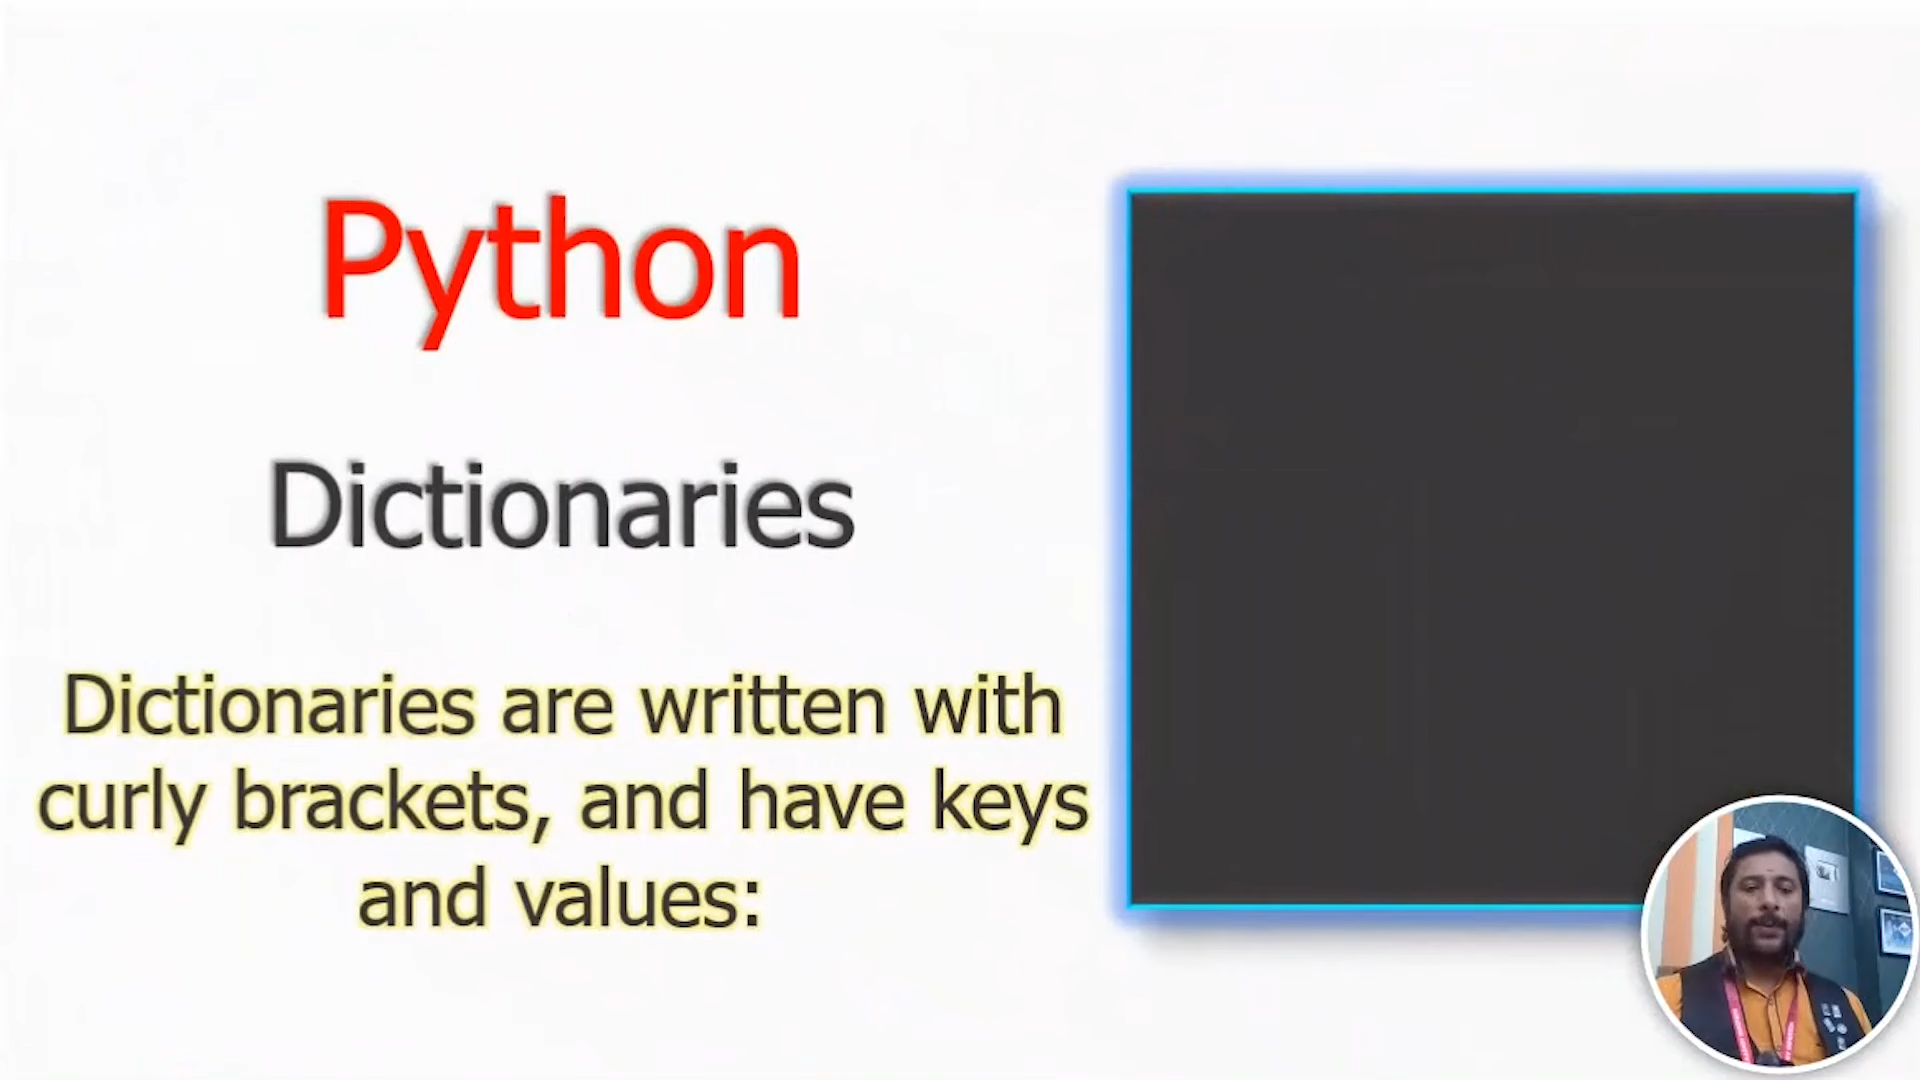 Python
Dictionaries
Dictionaries are written with
curly brackets, and have keys
and values: